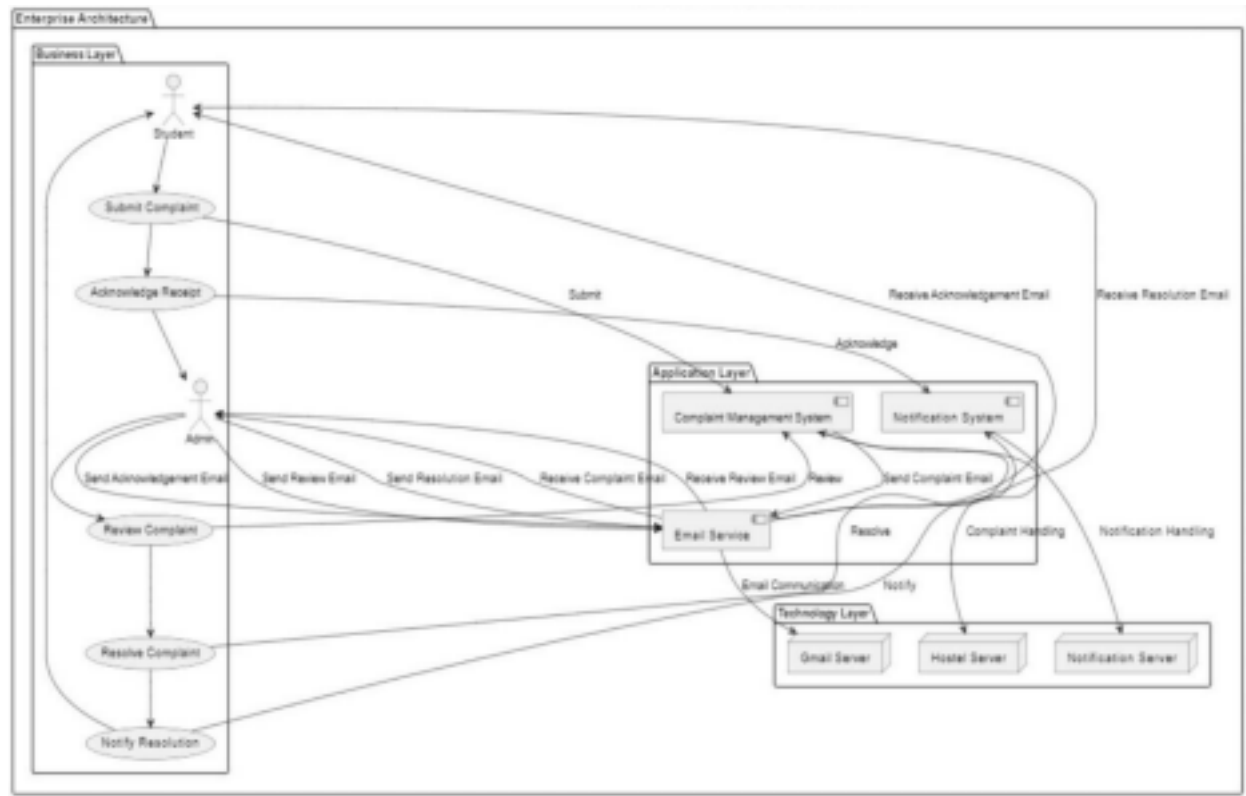 Enterprise Architecture
Business Layer
Student
Submit Complaint
Acknowledge Receipt
Submit
Receive Acknowledgement Email
Receive Resolution Email
Acknowledge
Application Layer
Complaint Management System
Notification System
Admin
Send Acknowledgement Email
Send Review Email
Send Resolution Email
Receive Complaint Email
Receive Review Email
Review
Send Complaint Email
Review Complaint
Email Service
Resolve
Complaint Handling
Notification Handling
Email Communication
Notify
Technology Layer
Resolve Complaint
Gmail Server
Hostel Server
Notification Server
Notify Resolution